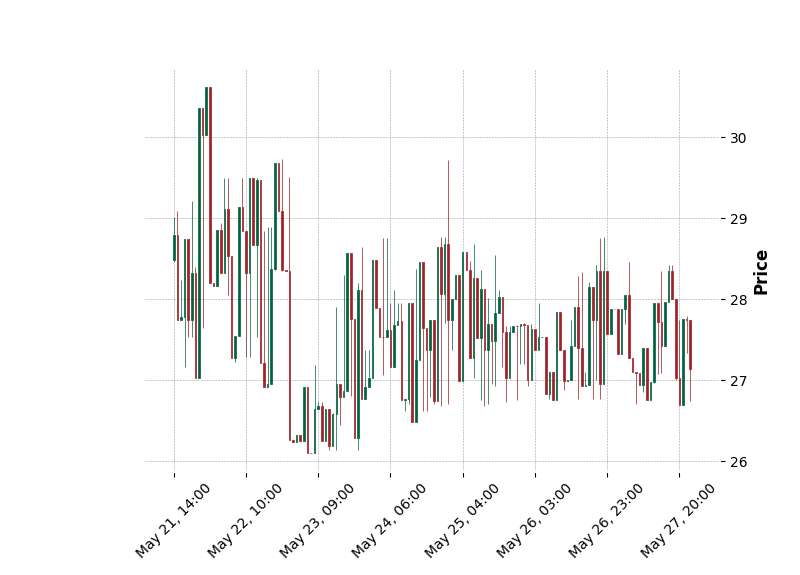 30
29
28
27
26
Price
May 21, 14:00
May 22, 10:00
May 23, 09:00
May 24, 06:00
May 25, 04:00
May 26, 03:00
May 26, 23:00
May 27, 20:00